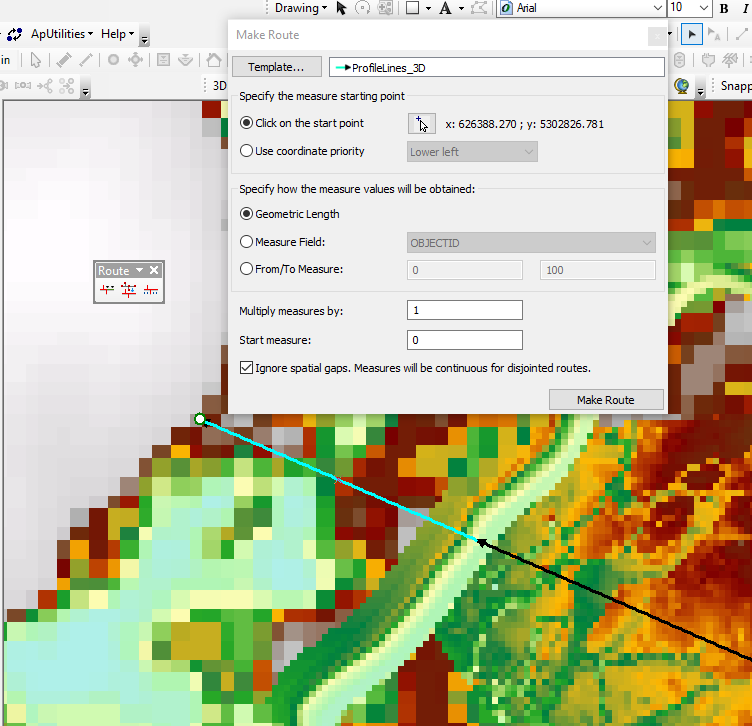 Drawing A Arial 10 B I
ApUtilities Help
in
Make Route
Template... ProfileLines_3D
3D
Snapp
Specify the measure starting point
Click on the start point x: 626388.270 ; y: 5302826.781
Use coordinate priority Lower left
Specify how the measure values will be obtained:
Geometric Length
Measure Field: OBJECTID
From/To Measure: 0 100
Route
Multiply measures by: 1
Start measure: 0
Ignore spatial gaps. Measures will be continuous for disjointed routes.
Make Route